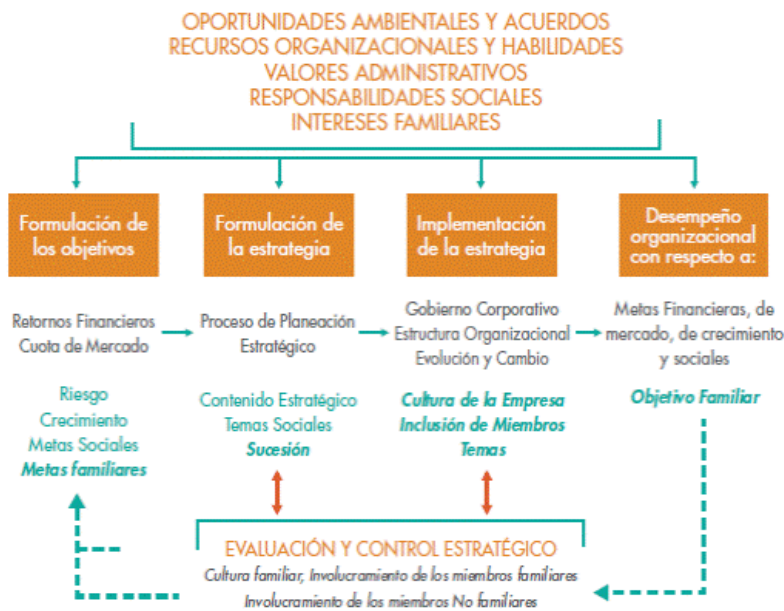 OPORTUNIDADES AMBIENTALES Y ACUERDOS
RECURSOS ORGANIZACIONALES Y HABILIDADES
VALORES ADMINISTRATIVOS
RESPONSABILIDADES SOCIALES
INTERESES FAMILIARES
Formulación de
los objetivos
Formulación de
la estrategia
Implementación
de la estrategia
Desempeño
organizacional
con respecto a:
Retornos Financieros
Cuota de Mercado
Proceso de Planeación
Estratégico
Gobierno Corporativo
Estructura Organizacional
Evolución y Cambio
Metas Financieras, de
mercado, de crecimiento
y sociales
Riesgo
Crecimiento
Metas Sociales
Metas familiares
Contenido Estratégico
Temas Sociales
Sucesión
Cultura de la Empresa
Inclusión de Miembros
Temas
Objetivo Familiar
EVALUACIÓN Y CONTROL ESTRATÉGICO
Cultura familiar, Involucramiento de los miembros familiares
Involucramiento de los miembros No familiares